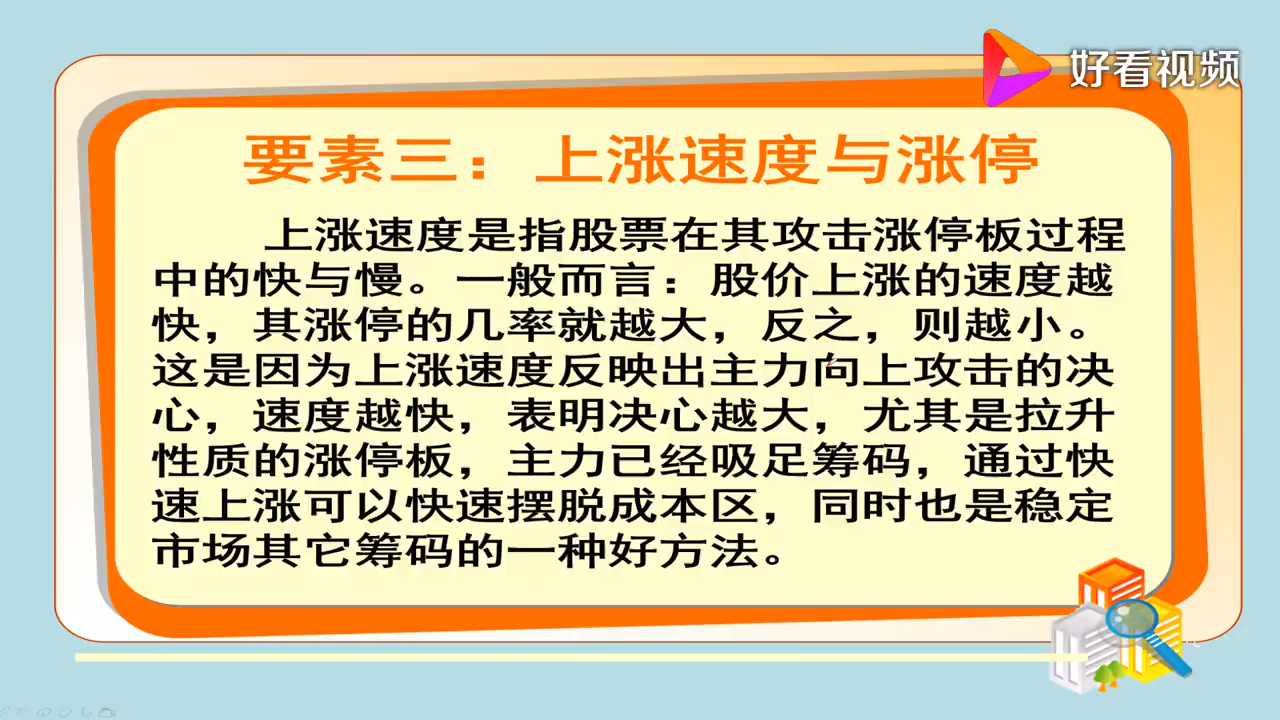 好看视频
要素三：上涨速度与涨停
上涨速度是指股票在其攻击涨停板过程
中的快与慢。一般而言：股价上涨的速度越
快，其涨停的几率就越大，反之，则越小。
这是因为上涨速度反映出主力向上攻击的决
心，速度越快，表明决心越大，尤其是拉升
性质的涨停板，主力已经吸足筹码，通过快
速上涨可以快速摆脱成本区，同时也是稳定
市场其它筹码的一种好方法。